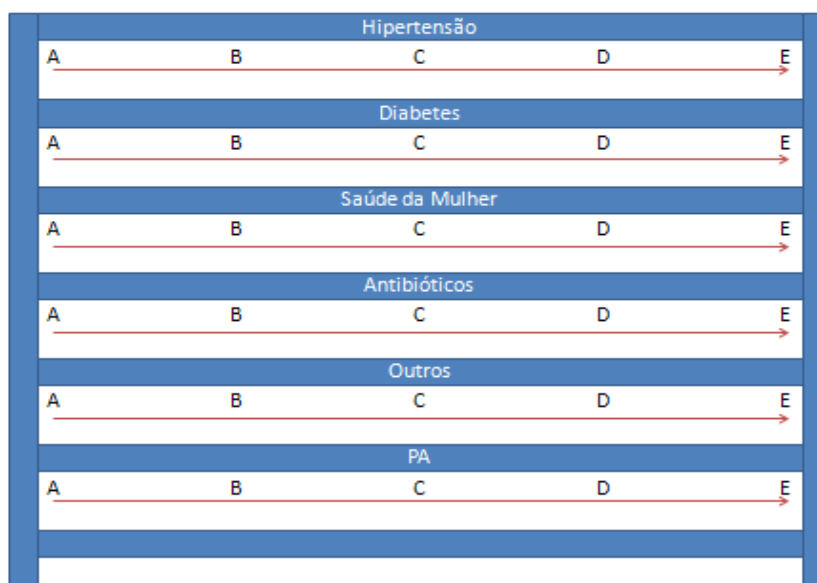 Hipertensão
A B C D E
Diabetes
A B C D E
Saúde da Mulher
A B C D E
Antibióticos
A B C D E
Outros
A B C D E
PA
A B C D E